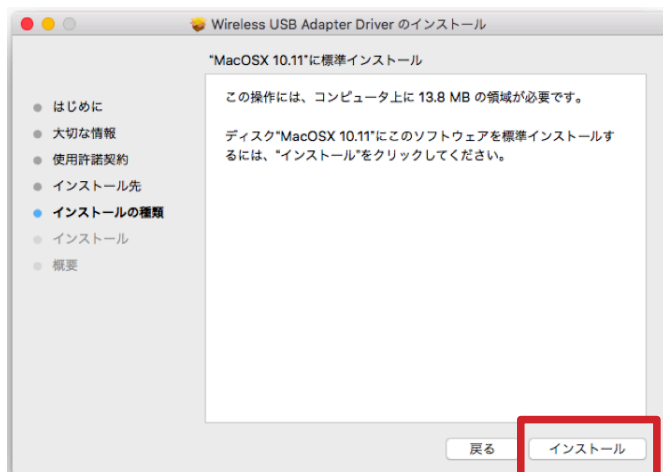 Wireless USB Adapter Driver のインストール
"MacOSX 10.11"に標準インストール
はじめに
大切な情報
使用許諾契約
インストール先
インストールの種類
インストール
概要
この操作には、コンピュータ上に 13.8 MB の領域が必要です。
ディスク"MacOSX 10.11"にこのソフトウェアを標準インストールす
るには、"インストール"をクリックしてください。
戻る
インストール